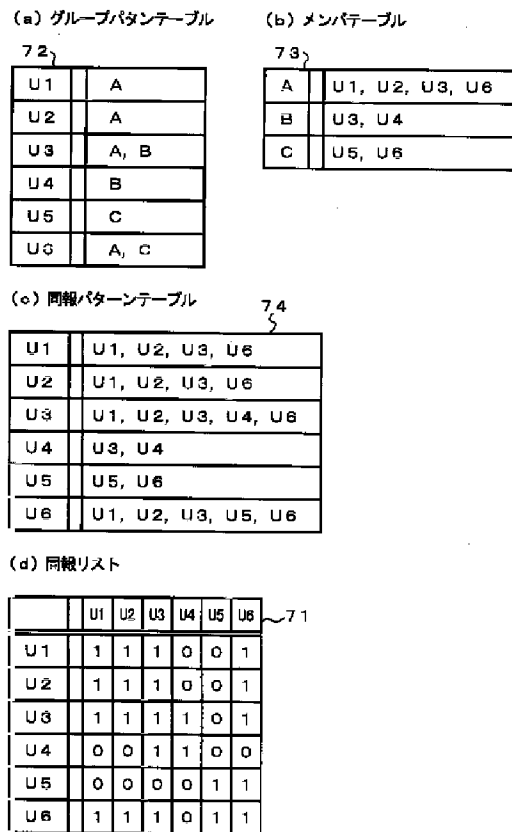 (a) グループパタンテーブル
72
U1 A
U2 A
U3 A, B
U4 B
U5 C
U6 A, C
(b) メンバテーブル
73
A U1, U2, U3, U6
B U3, U4
C U5, U6
(c) 同報パターンテーブル
74
U1 U1, U2, U3, U6
U2 U1, U2, U3, U6
U3 U1, U2, U3, U4, U6
U4 U3, U4
U5 U5, U6
U6 U1, U2, U3, U5, U6
(d) 同報リスト
U1 U2 U3 U4 U5 U6 71
U1 1 1 1 0 0 1
U2 1 1 1 0 0 1
U3 1 1 1 1 0 1
U4 0 0 1 1 0 0
U5 0 0 0 0 1 1
U6 1 1 1 0 1 1